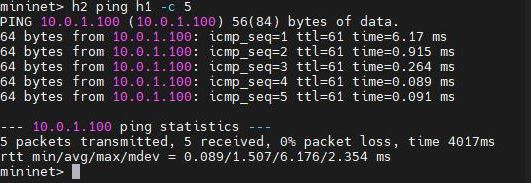 mininet> h2 ping h1 -c 5
PING 10.0.1.100 (10.0.1.100) 56(84) bytes of data.
64 bytes from 10.0.1.100: icmp_seq=1 ttl=61 time=6.17 ms
64 bytes from 10.0.1.100: icmp_seq=2 ttl=61 time=0.915 ms
64 bytes from 10.0.1.100: icmp_seq=3 ttl=61 time=0.264 ms
64 bytes from 10.0.1.100: icmp_seq=4 ttl=61 time=0.089 ms
64 bytes from 10.0.1.100: icmp_seq=5 ttl=61 time=0.091 ms

--- 10.0.1.100 ping statistics ---
5 packets transmitted, 5 received, 0% packet loss, time 4017ms
rtt min/avg/max/mdev = 0.089/1.507/6.176/2.354 ms
mininet>